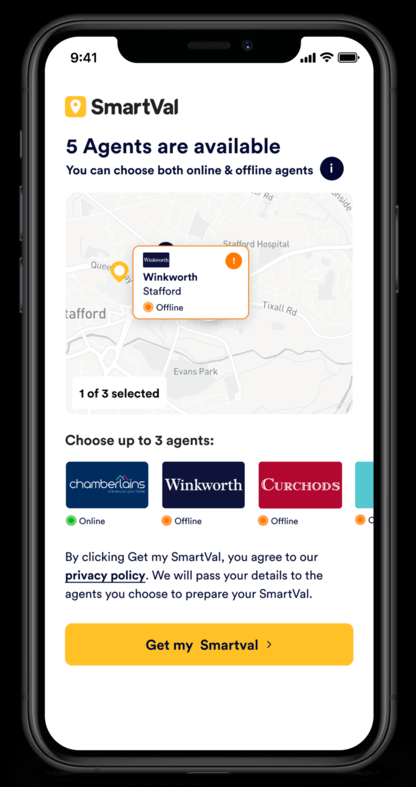 9:41
SmartVal
5 Agents are available
You can choose both online & offline agents
i
Rd
Stafford Hospital
Winkworth
!
Winkworth
Stafford
Offline
Tixall Rd
Evans Park
1 of 3 selected
Choose up to 3 agents:
chamberlains
Winkworth
CURCHODS
Online
Offline
Offline
By clicking Get my SmartVal, you agree to our
privacy policy. We will pass your details to the
agents you choose to prepare your SmartVal.
Get my Smartval >